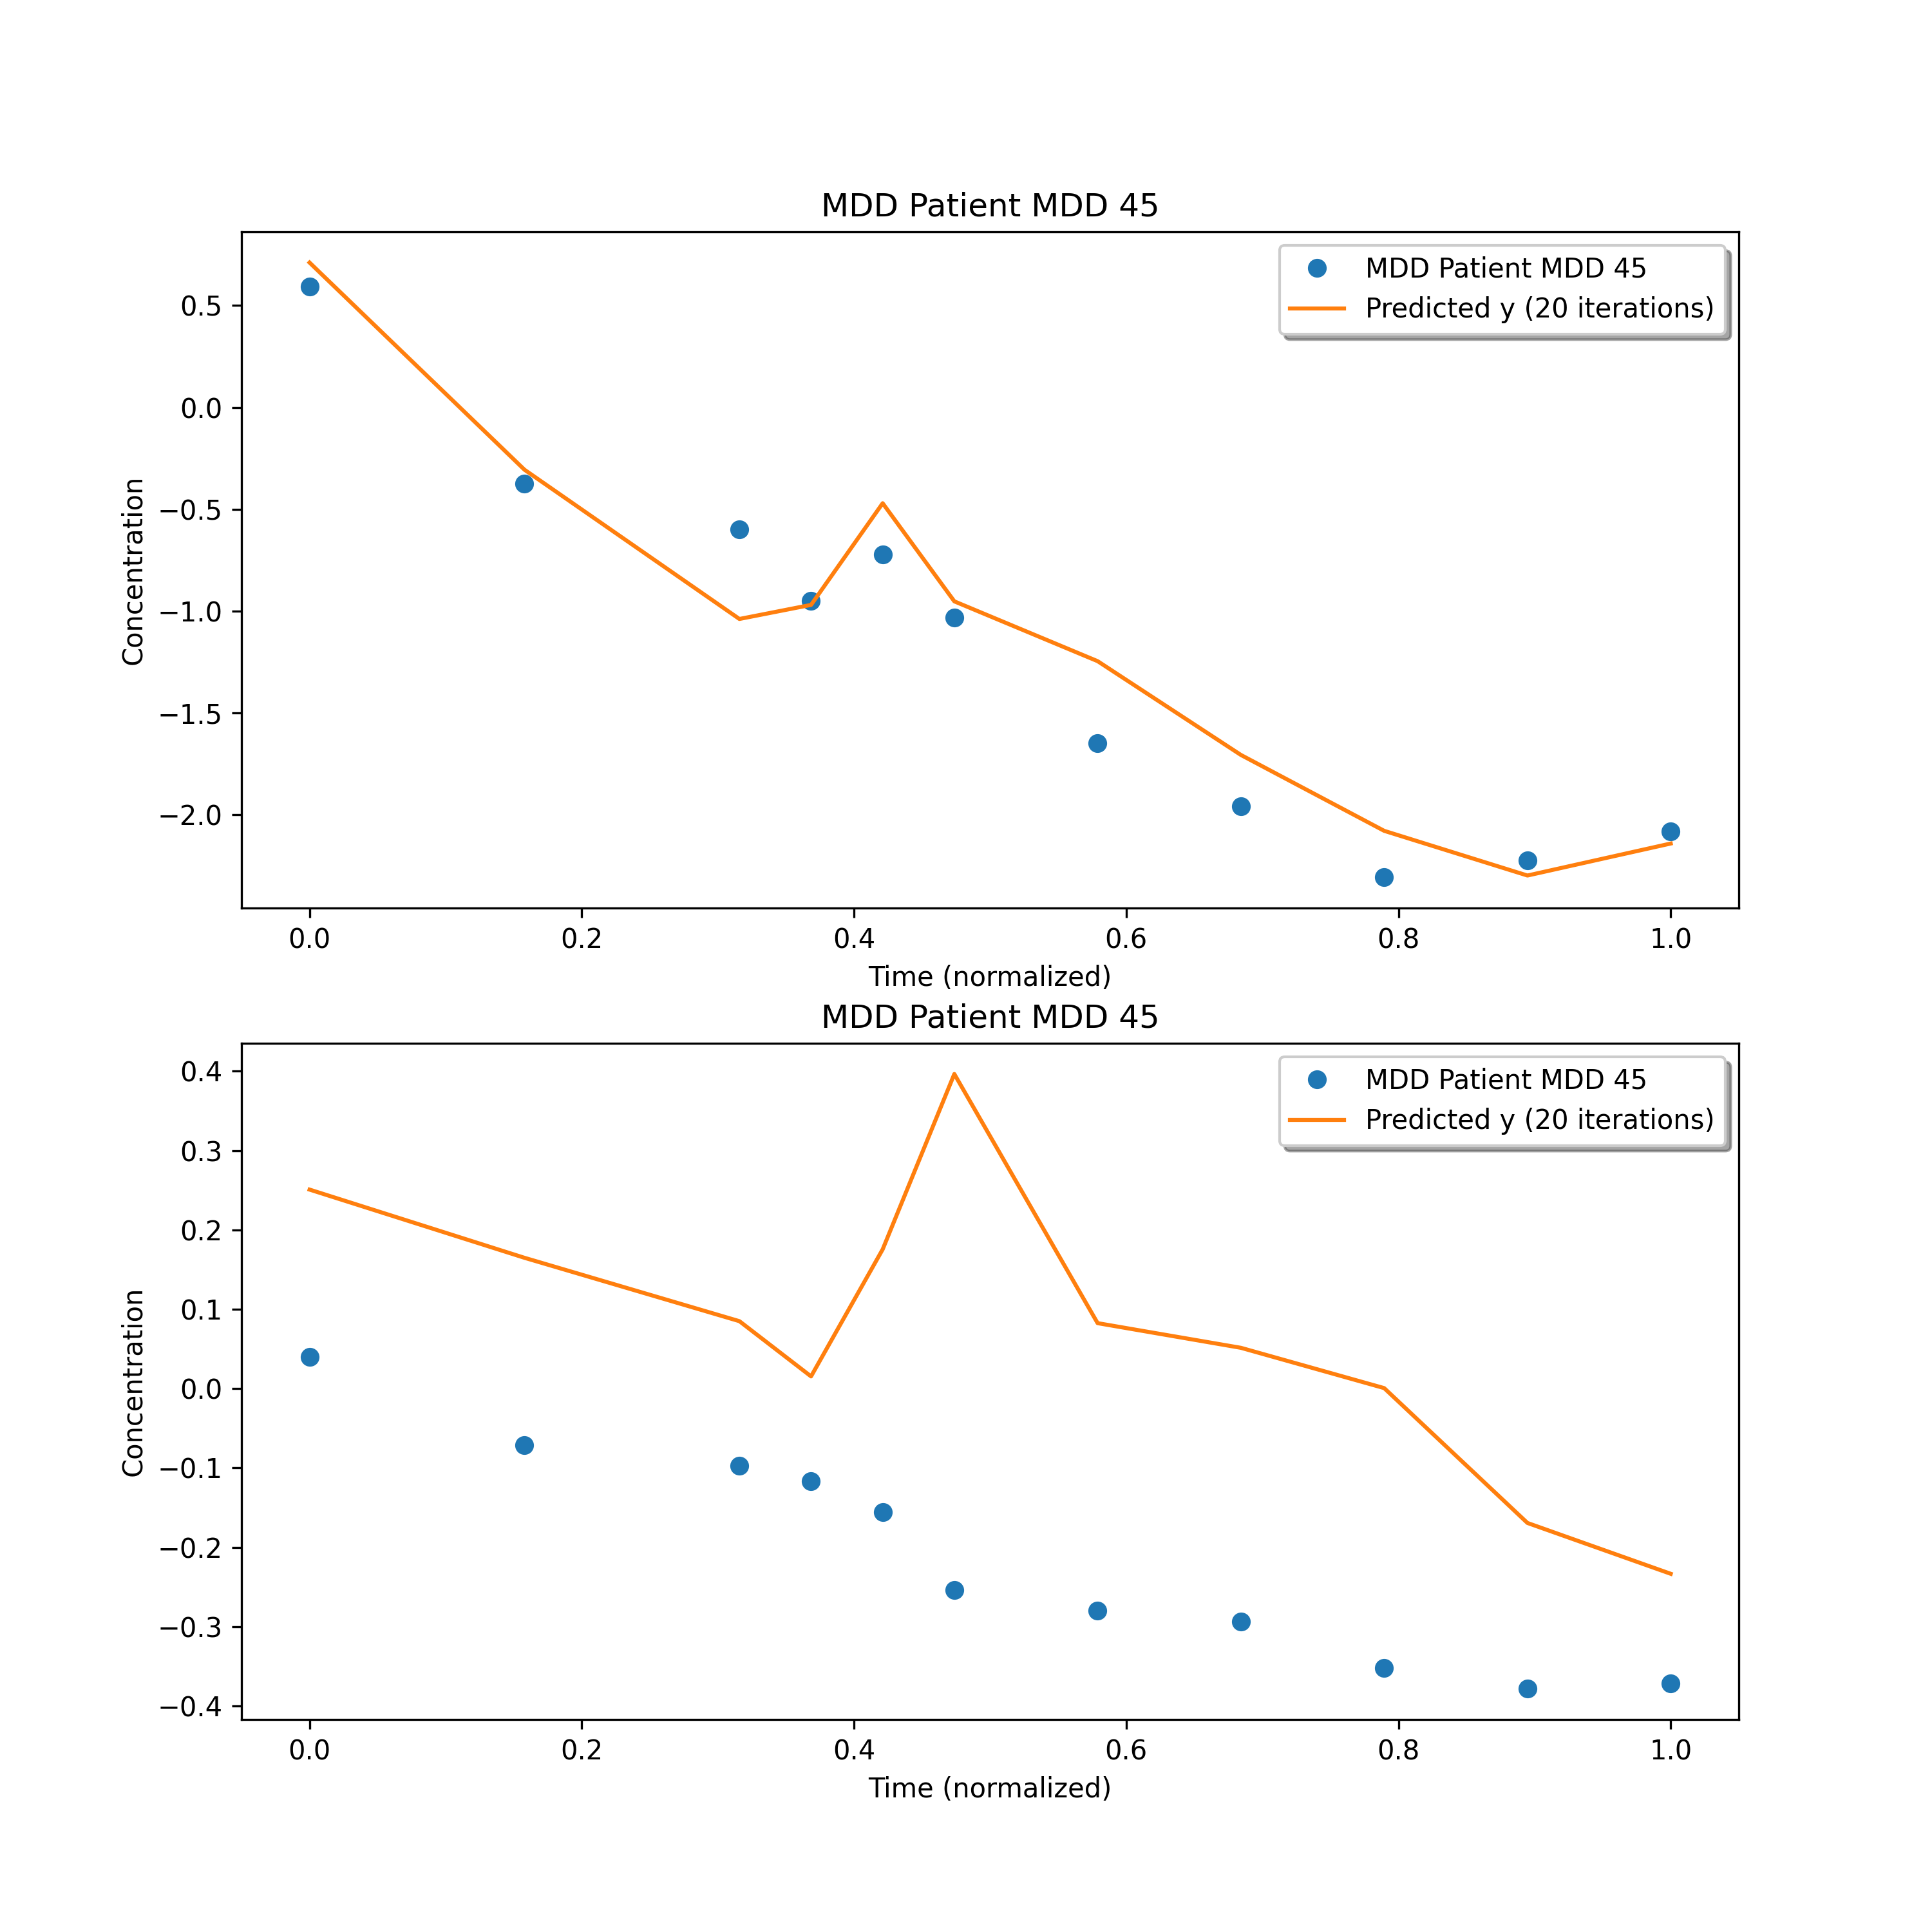 MDD Patient MDD 45
MDD Patient MDD 45
Predicted y (20 iterations)
0.5
0.0
−0.5
−1.0
−1.5
−2.0
Concentration
0.0 0.2 0.4 0.6 0.8 1.0
Time (normalized)
MDD Patient MDD 45
MDD Patient MDD 45
Predicted y (20 iterations)
0.4
0.3
0.2
0.1
0.0
−0.1
−0.2
−0.3
−0.4
Concentration
0.0 0.2 0.4 0.6 0.8 1.0
Time (normalized)